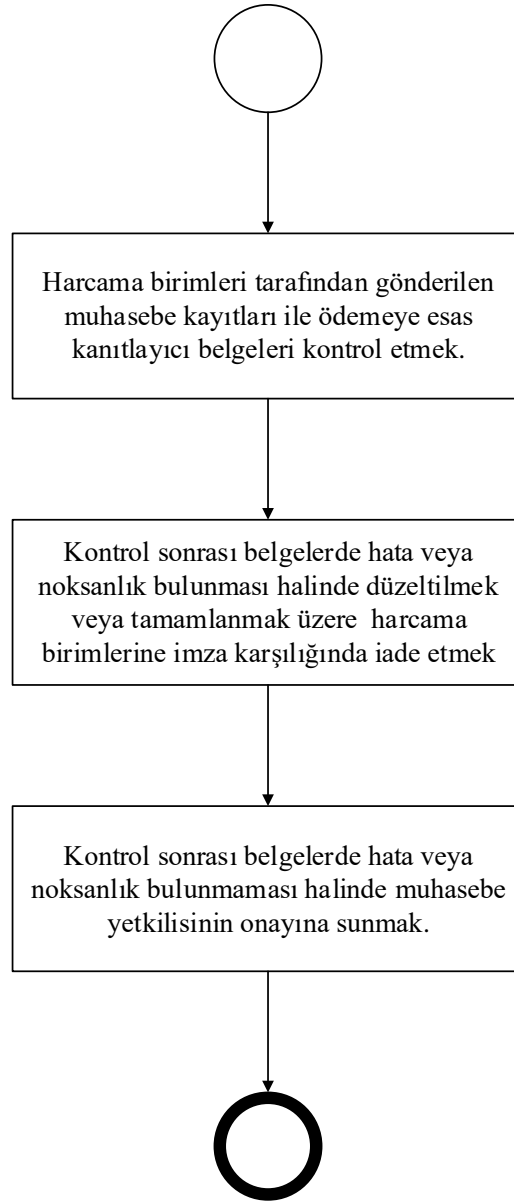 Harcama birimleri tarafından gönderilen
muhasebe kayıtları ile ödemeye esas
kanıtlayıcı belgeleri kontrol etmek.
Kontrol sonrası belgelerde hata veya
noksanlık bulunması halinde düzeltilmek
veya tamamlanmak üzere harcama
birimlerine imza karşılığında iade etmek
Kontrol sonrası belgelerde hata veya
noksanlık bulunmaması halinde muhasebe
yetkilisinin onayına sunmak.